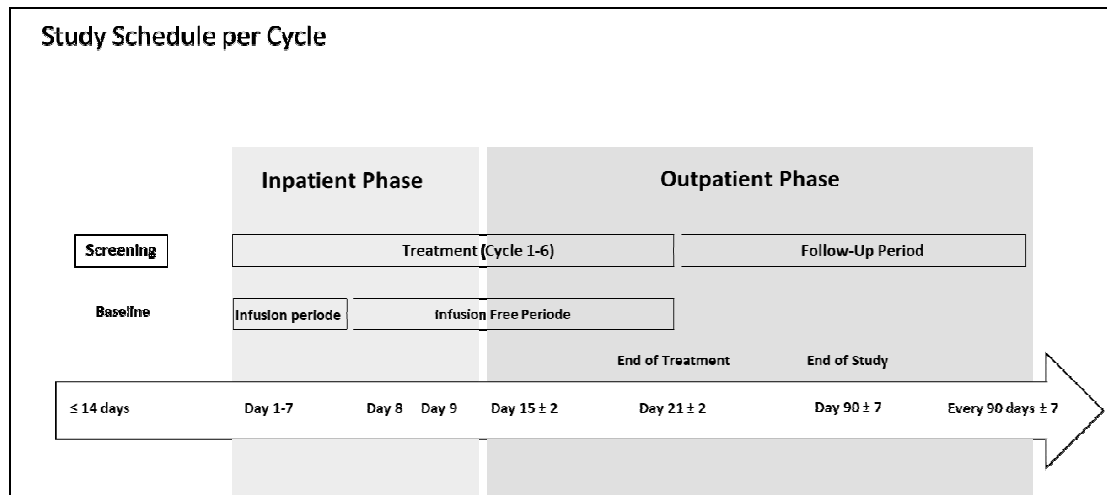 Study Schedule per Cycle
Inpatient Phase
Outpatient Phase
Screening
Treatment (Cycle 1-6)
Follow-Up Period
Baseline
Infusion periode
Infusion Free Periode
End of Treatment
End of Study
≤ 14 days
Day 1-7
Day 8
Day 9
Day 15 ± 2
Day 21 ± 2
Day 90 ± 7
Every 90 days ± 7